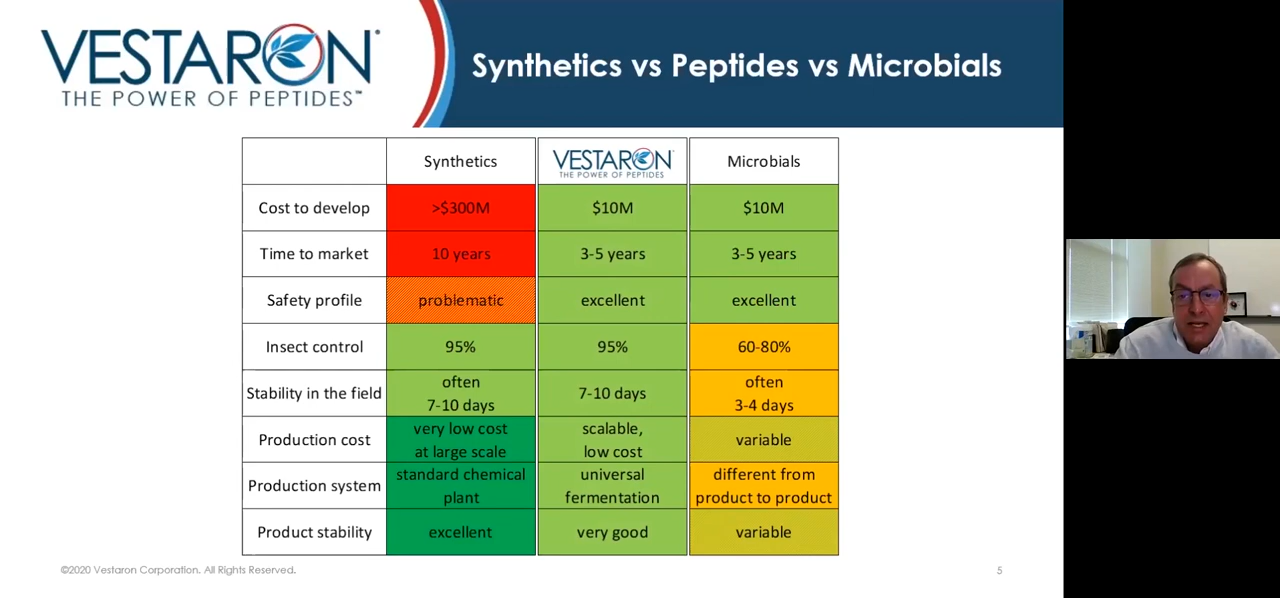 VESTARON®
THE POWER OF PEPTIDES™
Synthetics vs Peptides vs Microbials
Synthetics
VESTARON
THE POWER OF PEPTIDES
Microbials
Cost to develop
>$300M
$10M
$10M
Time to market
10 years
3-5 years
3-5 years
Safety profile
problematic
excellent
excellent
Insect control
95%
95%
60-80%
Stability in the field
often
7-10 days
7-10 days
often
3-4 days
Production cost
very low cost
at large scale
scalable,
low cost
variable
Production system
standard chemical
plant
universal
fermentation
different from
product to product
Product stability
excellent
very good
variable
©2020 Vestaron Corporation. All Rights Reserved.
5